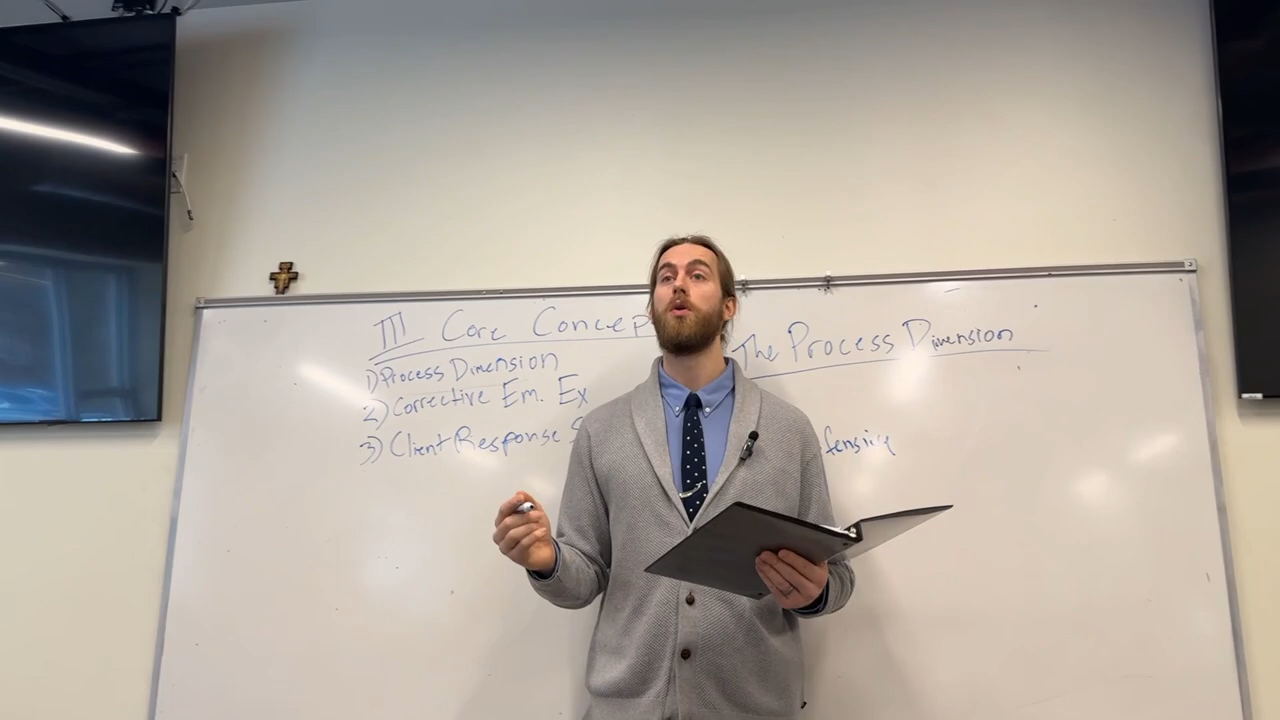 III Core Concep
1) Process Dimension
2) Corrective Em. Ex
3) Client Response S
The Process Dimension
fensive